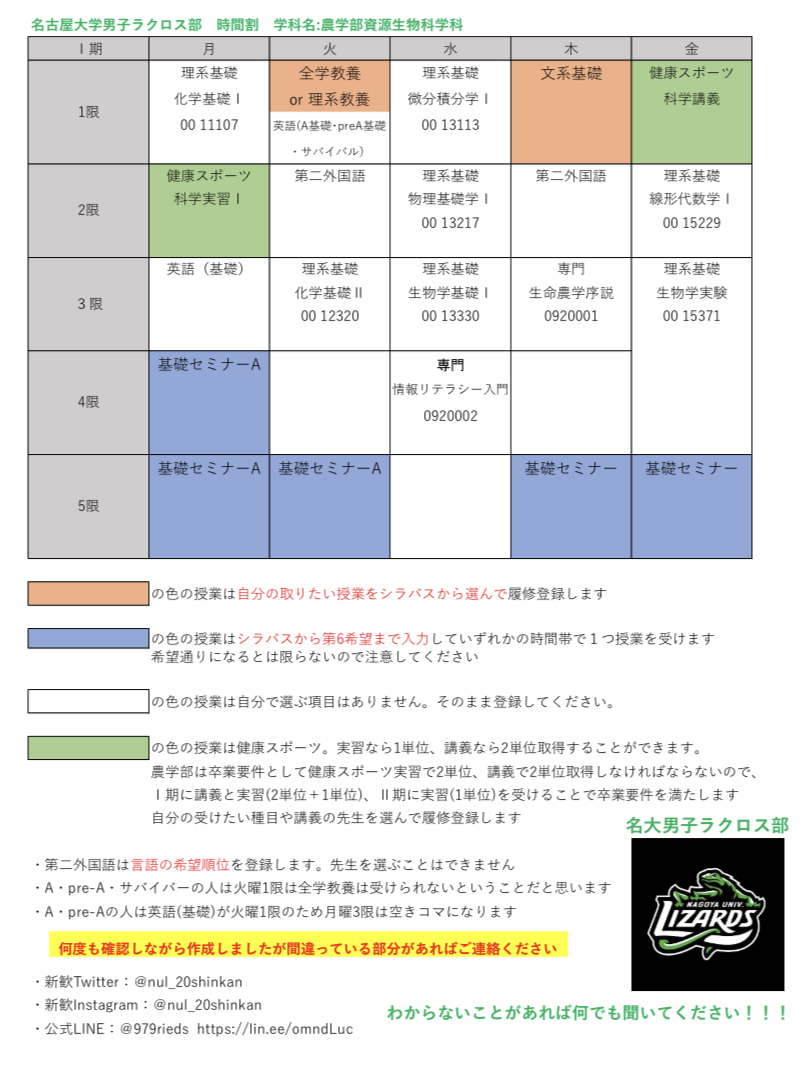 名古屋大学男子ラクロス部　時間割　学科名:農学部資源生物科学科
Ⅰ期 月 火 水 木 金
1限
理系基礎
化学基礎Ⅰ
00 11107
全学教養
or 理系教養
英語(A基礎･preA基礎
・サバイバル)
理系基礎
微分積分学Ⅰ
00 13113
文系基礎
健康スポーツ
科学講義
2限
健康スポーツ
科学実習Ⅰ
第二外国語
理系基礎
物理基礎学Ⅰ
00 13217
第二外国語
理系基礎
線形代数学Ⅰ
00 15229
3限
英語（基礎）
理系基礎
化学基礎Ⅱ
00 12320
理系基礎
生物学基礎Ⅰ
00 13330
専門
生命農学序説
0920001
理系基礎
生物学実験
00 15371
4限
基礎セミナーA
専門
情報リテラシー入門
0920002
5限
基礎セミナーA
基礎セミナーA
基礎セミナー
基礎セミナー
の色の授業は自分の取りたい授業をシラバスから選んで履修登録します
の色の授業はシラバスから第6希望まで入力していずれかの時間帯で１つ授業を受けます
希望通りになるとは限らないので注意してください
の色の授業は自分で選ぶ項目はありません。そのまま登録してください。
の色の授業は健康スポーツ。実習なら1単位、講義なら2単位取得することができます。
農学部は卒業要件として健康スポーツ実習で2単位、講義で2単位取得しなければならないので、
Ⅰ期に講義と実習(2単位＋1単位)、Ⅱ期に実習(1単位)を受けることで卒業要件を満たします
自分の受けたい種目や講義の先生を選んで履修登録します
名大男子ラクロス部
NAGOYA UNIV.
LIZARDS
・第二外国語は言語の希望順位を登録します。先生を選ぶことはできません
・A・pre-A・サバイバーの人は火曜1限は全学教養は受けられないということだと思います
・A・pre-Aの人は英語(基礎)が火曜1限のため月曜3限は空きコマになります
何度も確認しながら作成しましたが間違っている部分があればご連絡ください
・新歓Twitter：@nul_20shinkan
・新歓Instagram：@nul_20shinkan
・公式LINE：@979rieds https://lin.ee/omndLuc
わからないことがあれば何でも聞いてください！！！